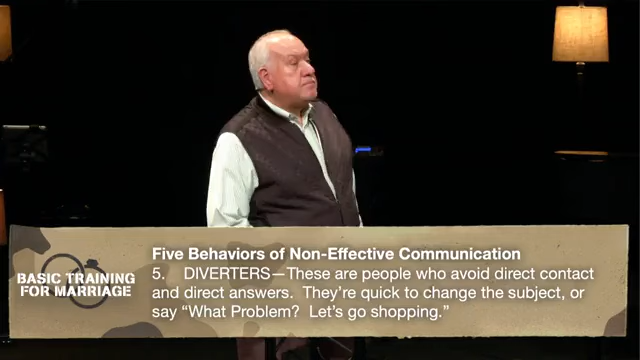 BASIC TRAINING
FOR MARRIAGE
Five Behaviors of Non-Effective Communication
5. DIVERTERS—These are people who avoid direct contact
and direct answers. They're quick to change the subject, or
say “What Problem? Let's go shopping.”